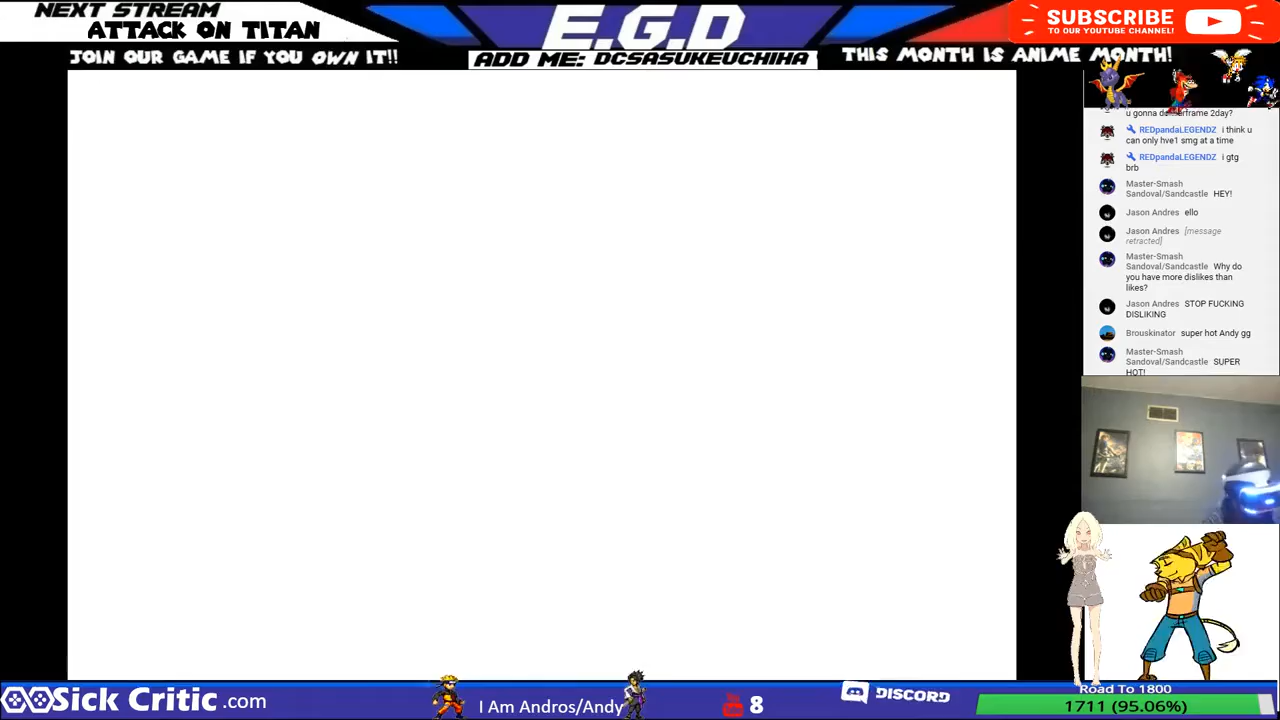 NEXT STREAM
ATTACK ON TITAN
JOIN OUR GAME IF YOU OWN IT!!
E.G.D
ADD ME: DCSASUKEUCHIHA
THIS MONTH IS ANIME MONTH!
SUBSCRIBE
TO OUR YOUTUBE CHANNEL!
REDpandaLEGENDZ i think u
can only hve1 smg at a time
REDpandaLEGENDZ i gtg
brb
Master-Smash
Sandoval/Sandcastle HEY!
Jason Andres ello
Jason Andres [message
retracted]
Master-Smash
Sandoval/Sandcastle Why do
you have more dislikes than
likes?
Jason Andres STOP FUCKING
DISLIKING
Brouskinator super hot Andy gg
Master-Smash
Sandoval/Sandcastle SUPER
HOT!
Sick Critic.com
I Am Andros/Andy
8
DISCORD
Road To 1800
1711 (95.06%)